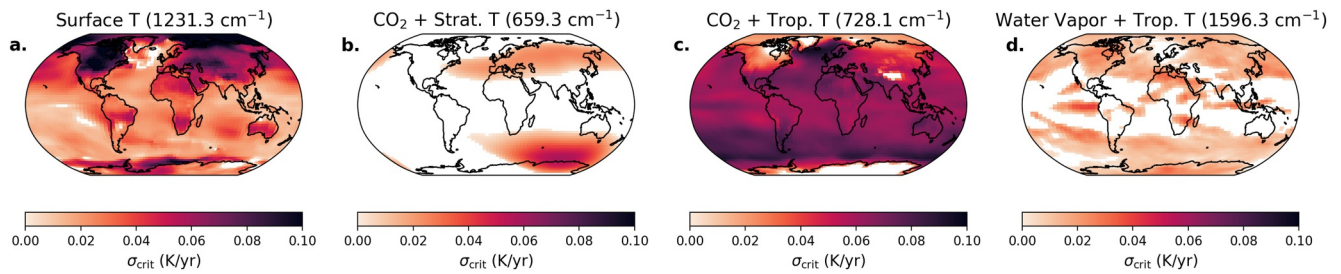 Surface T (1231.3 cm⁻¹)
a.
0.00 0.02 0.04 0.06 0.08 0.10
σcrit (K/yr)
CO₂ + Strat. T (659.3 cm⁻¹)
b.
0.00 0.02 0.04 0.06 0.08 0.10
σcrit (K/yr)
CO₂ + Trop. T (728.1 cm⁻¹)
c.
0.00 0.02 0.04 0.06 0.08 0.10
σcrit (K/yr)
Water Vapor + Trop. T (1596.3 cm⁻¹)
d.
0.00 0.02 0.04 0.06 0.08 0.10
σcrit (K/yr)